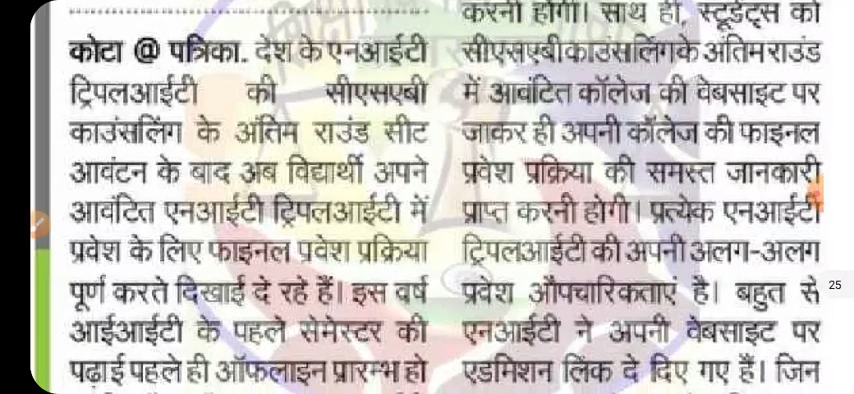 कोटा @ पत्रिका. देश के एनआईटी
ट्रिपलआईटी की सीएसएबी
काउंसलिंग के अंतिम राउंड सीट
आवंटन के बाद अब विद्यार्थी अपने
आवंटित एनआईटी ट्रिपलआईटी में
प्रवेश के लिए फाइनल प्रवेश प्रक्रिया
पूर्ण करते दिखाई दे रहे हैं। इस वर्ष
आईआईटी के पहले सेमेस्टर की
पढाई पहले ही ऑफलाइन प्रारम्भ हो
करनी होगी। साथ ही, स्टूडेंट्स को
सीएसएबी काउंसलिंग के अंतिम राउंड
में आवंटित कॉलेज की वेबसाइट पर
जाकर ही अपनी कॉलेज की फाइनल
प्रवेश प्रक्रिया की समस्त जानकारी
प्राप्त करनी होगी। प्रत्येक एनआईटी
ट्रिपलआईटी की अपनी अलग-अलग
प्रवेश औपचारिकताएं है। बहुत से
एनआईटी ने अपनी वेबसाइट पर
एडमिशन लिंक दे दिए गए हैं। जिन
25